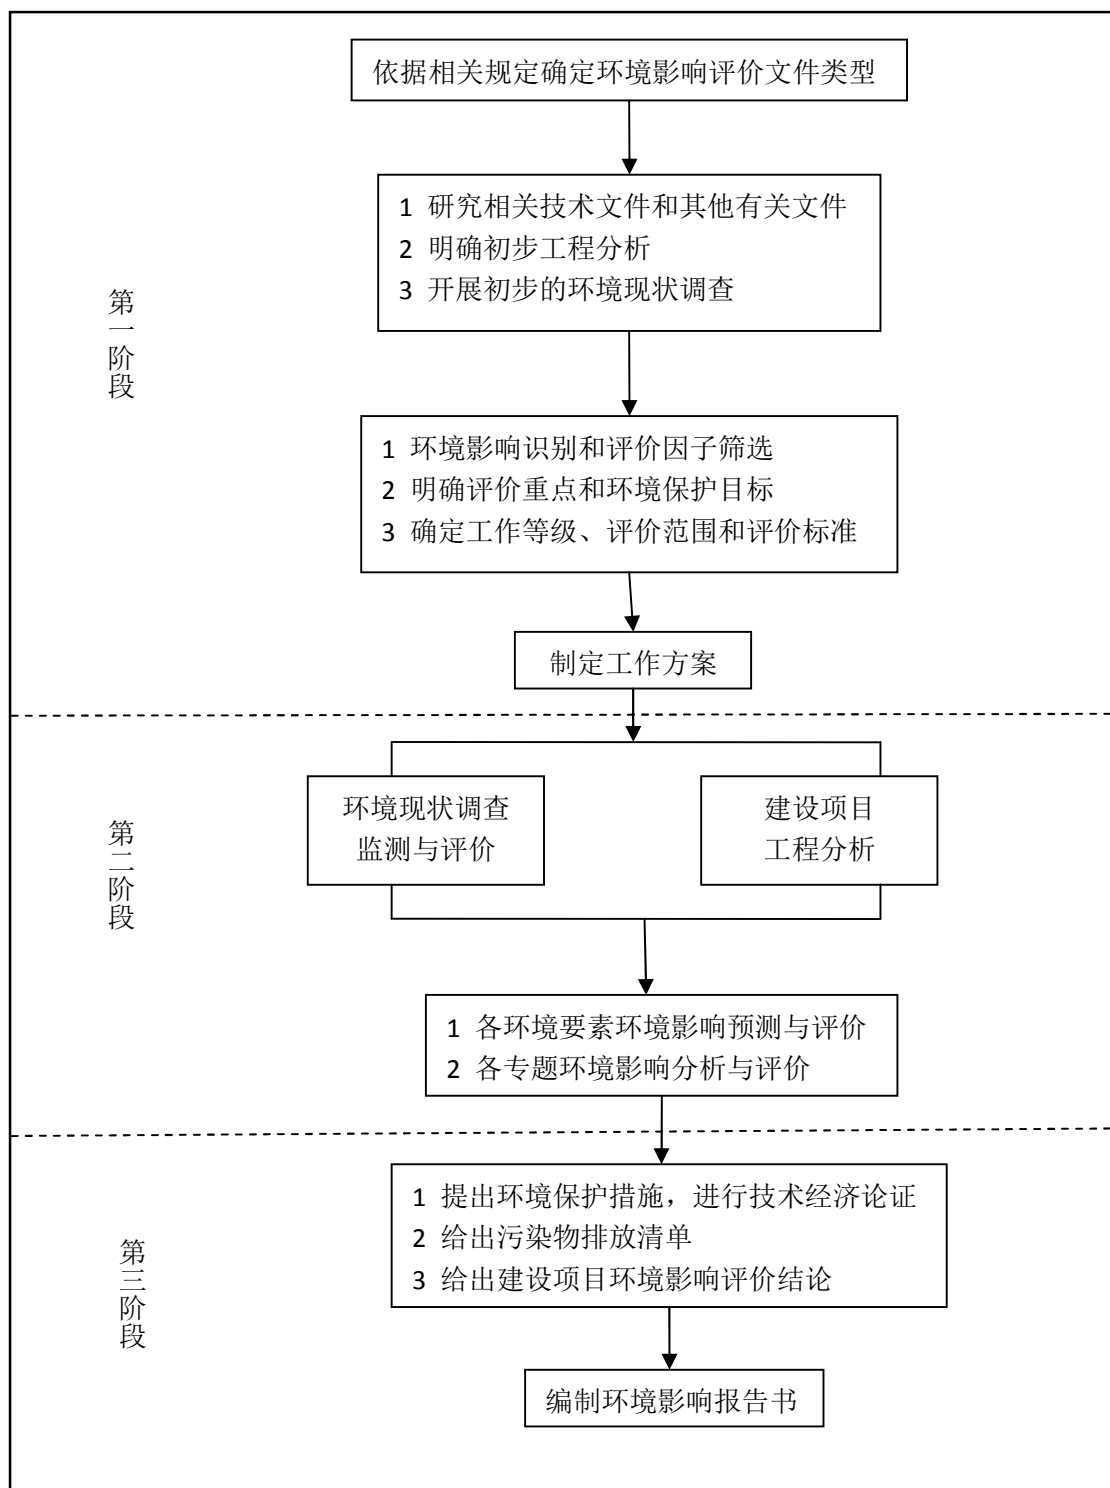 依据相关规定确定环境影响评价文件类型
1 研究相关技术文件和其他有关文件
2 明确初步工程分析
3 开展初步的环境现状调查
第一阶段
1 环境影响识别和评价因子筛选
2 明确评价重点和环境保护目标
3 确定工作等级、评价范围和评价标准
制定工作方案
环境现状调查
监测与评价
建设项目
工程分析
第二阶段
1 各环境要素环境影响预测与评价
2 各专题环境影响分析与评价
1 提出环境保护措施，进行技术经济论证
2 给出污染物排放清单
3 给出建设项目环境影响评价结论
第三阶段
编制环境影响报告书